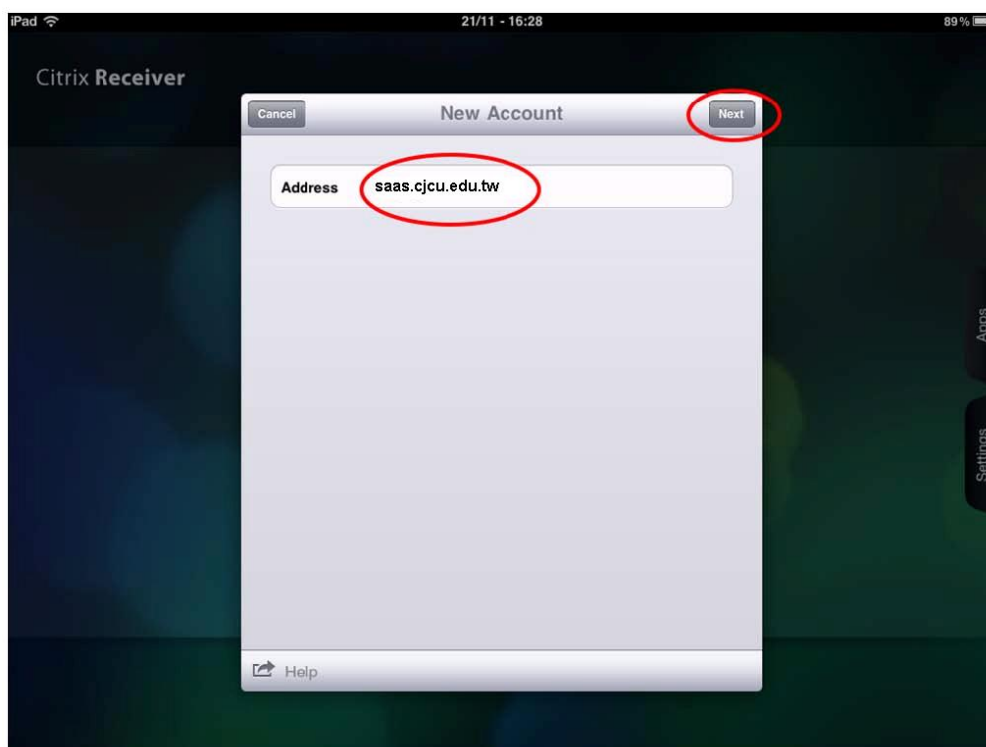 iPad 21/11 - 16:28 89%
Citrix Receiver
Cancel New Account Next
Address saas.cjcu.edu.tw
Apps
Settings
Help